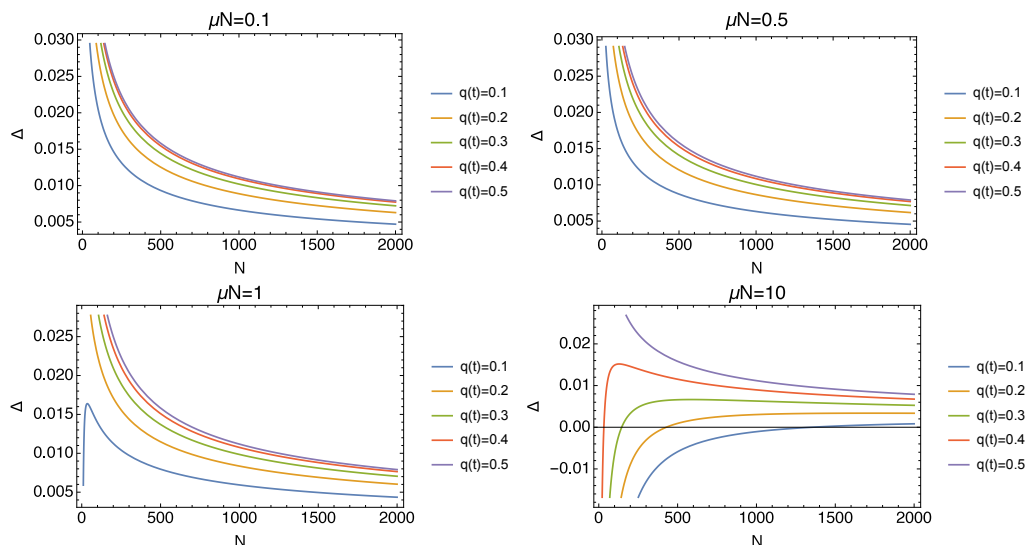 μN=0.1
0.030
0.025
0.020
0.015
0.010
0.005
Δ
0
500
1000
1500
2000
N
q(t)=0.1
q(t)=0.2
q(t)=0.3
q(t)=0.4
q(t)=0.5
μN=0.5
0.030
0.025
0.020
0.015
0.010
0.005
Δ
0
500
1000
1500
2000
N
q(t)=0.1
q(t)=0.2
q(t)=0.3
q(t)=0.4
q(t)=0.5
μN=1
0.025
0.020
0.015
0.010
0.005
Δ
0
500
1000
1500
2000
N
q(t)=0.1
q(t)=0.2
q(t)=0.3
q(t)=0.4
q(t)=0.5
μN=10
0.02
0.01
0.00
−0.01
Δ
0
500
1000
1500
2000
N
q(t)=0.1
q(t)=0.2
q(t)=0.3
q(t)=0.4
q(t)=0.5